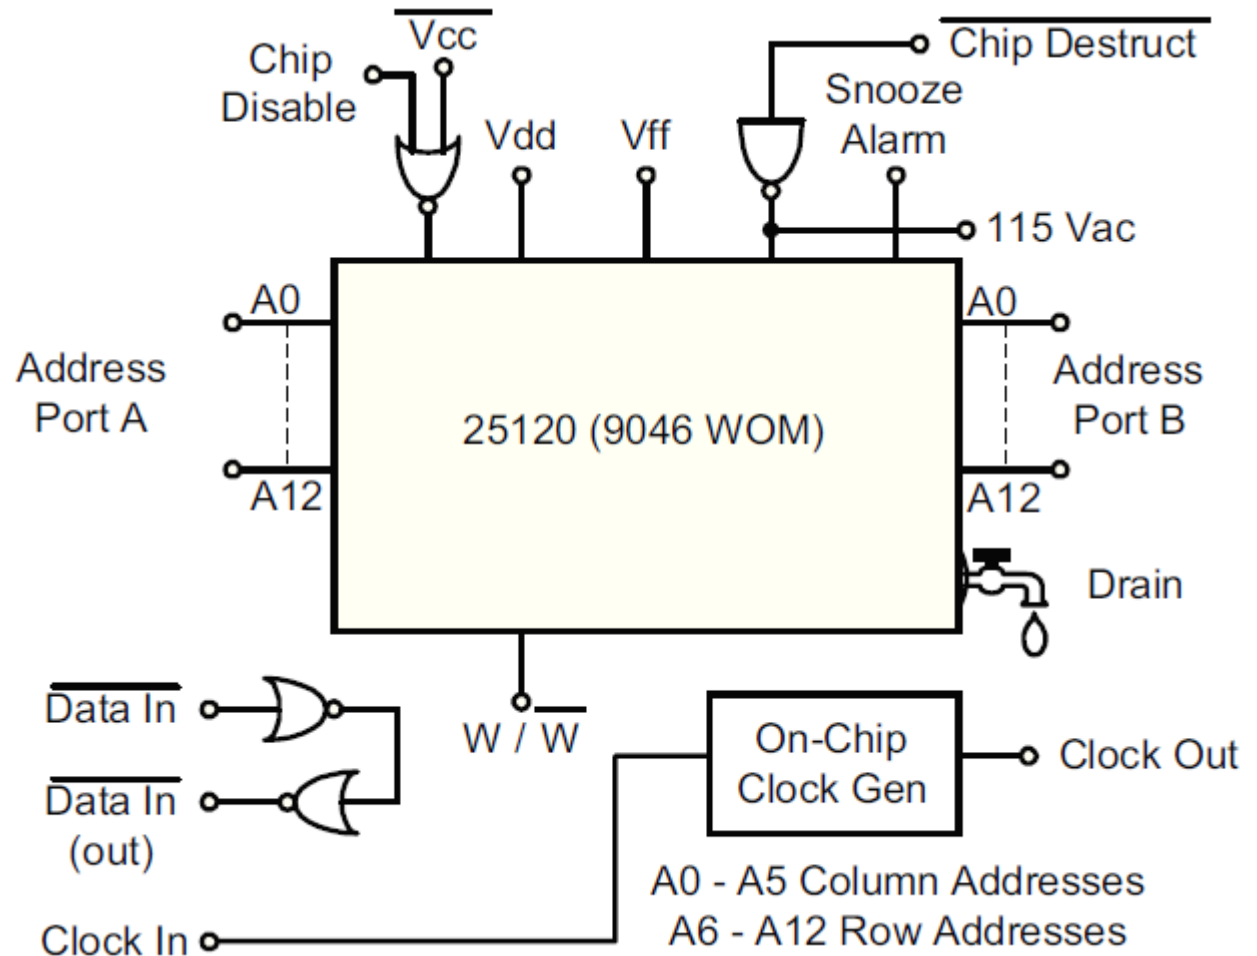 Vcc
Chip
Disable
Vdd
Vff
Chip Destruct
Snooze
Alarm
115 Vac
A0
A0
Address
Port A
25120 (9046 WOM)
Address
Port B
A12
A12
Drain
Data In
W / W
On-Chip
Clock Gen
Clock Out
Data In
(out)
A0 - A5 Column Addresses
A6 - A12 Row Addresses
Clock In